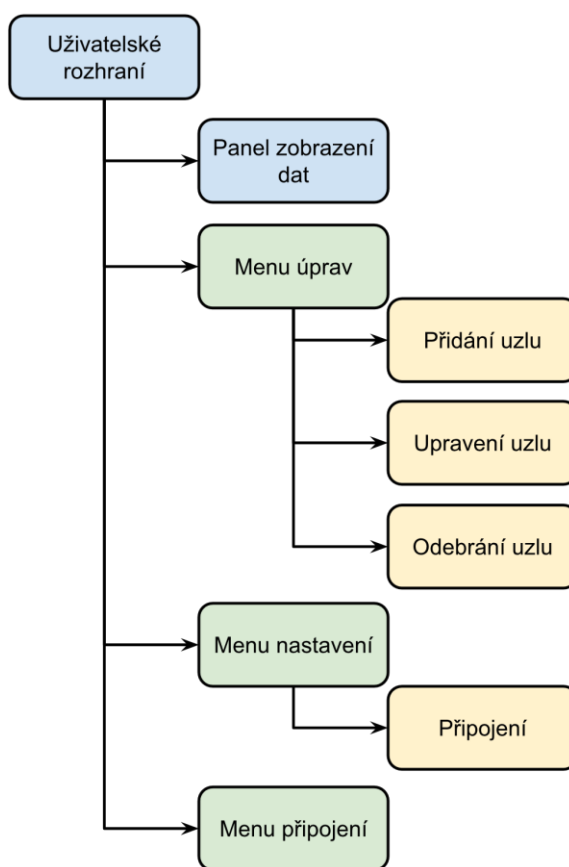 Uživatelské
rozhraní
Panel zobrazení
dat
Menu úprav
Přidání uzlu
Upravení uzlu
Odebrání uzlu
Menu nastavení
Připojení
Menu připojení